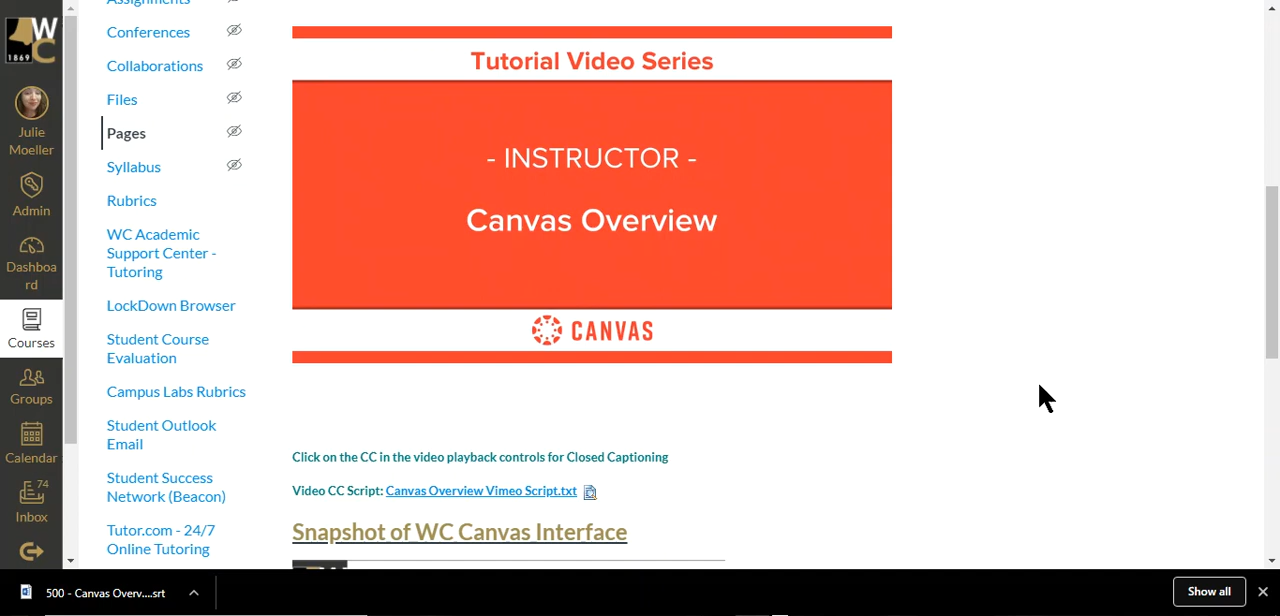 W
C
1869
Julie
Moeller
Admin
Dashboa
rd
Courses
Groups
Calendar
74
Inbox
Assignments
Conferences
Collaborations
Files
Pages
Syllabus
Rubrics
WC Academic
Support Center -
Tutoring
LockDown Browser
Student Course
Evaluation
Campus Labs Rubrics
Student Outlook
Email
Student Success
Network (Beacon)
Tutor.com - 24/7
Online Tutoring
Tutorial Video Series
- INSTRUCTOR -
Canvas Overview
CANVAS
Click on the CC in the video playback controls for Closed Captioning
Video CC Script: Canvas Overview Vimeo Script.txt
Snapshot of WC Canvas Interface
500 - Canvas Overv....srt
Show all